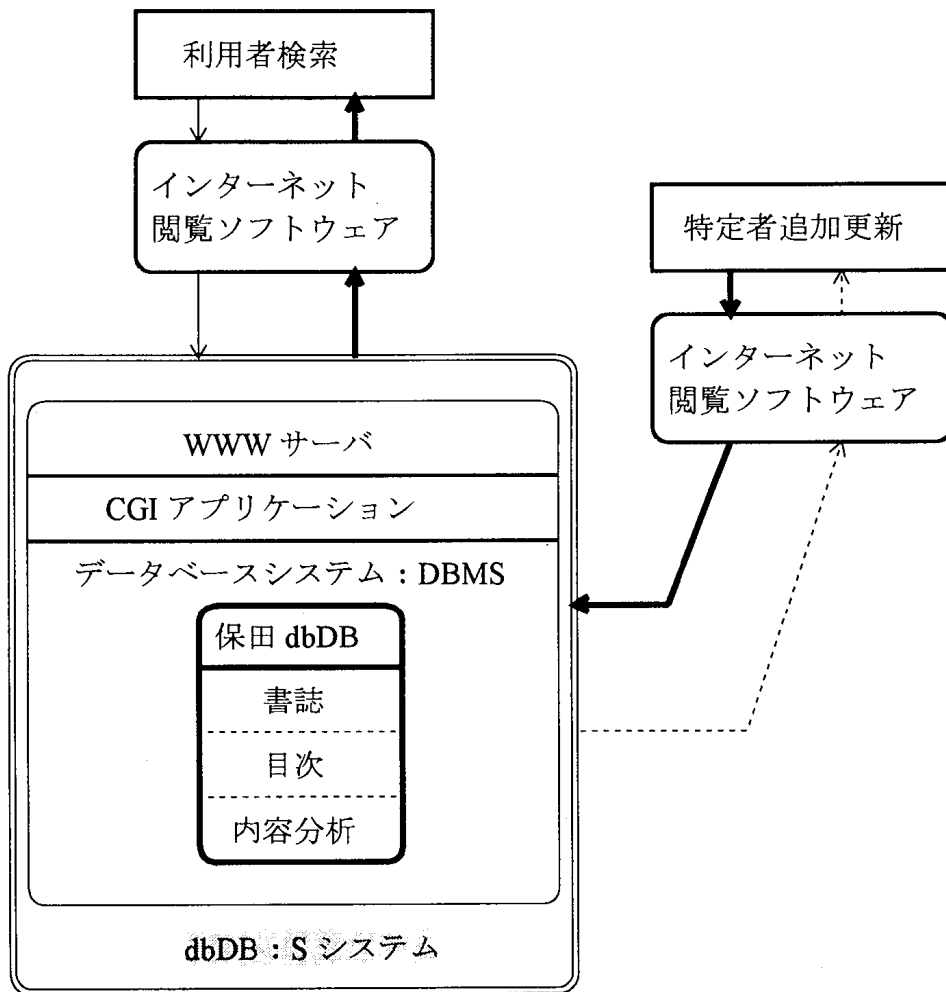 利用者検索
インターネット
閲覧ソフトウェア
特定者追加更新
インターネット
閲覧ソフトウェア
WWW サーバ
CGI アプリケーション
データベースシステム：DBMS
保田 dbDB
書誌
目次
内容分析
dbDB：S システム